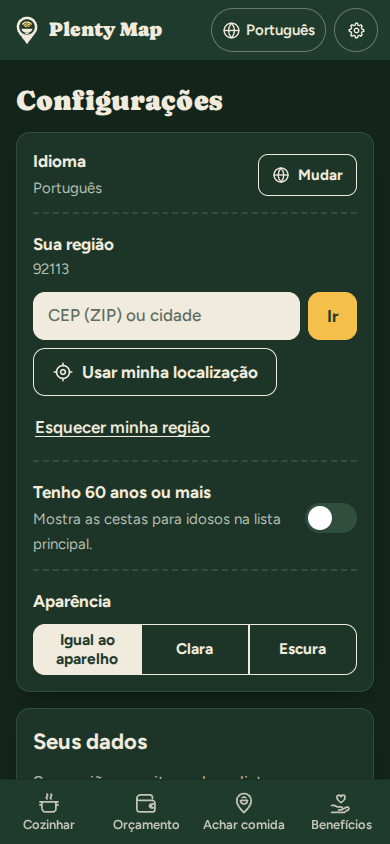 Plenty Map
Português
Configurações
Idioma
Português
Mudar
Sua região
92113
CEP (ZIP) ou cidade
Ir
Usar minha localização
Esquecer minha região
Tenho 60 anos ou mais
Mostra as cestas para idosos na lista
principal.
Aparência
Igual ao
aparelho
Clara
Escura
Seus dados
Cozinhar
Orçamento
Achar comida
Benefícios